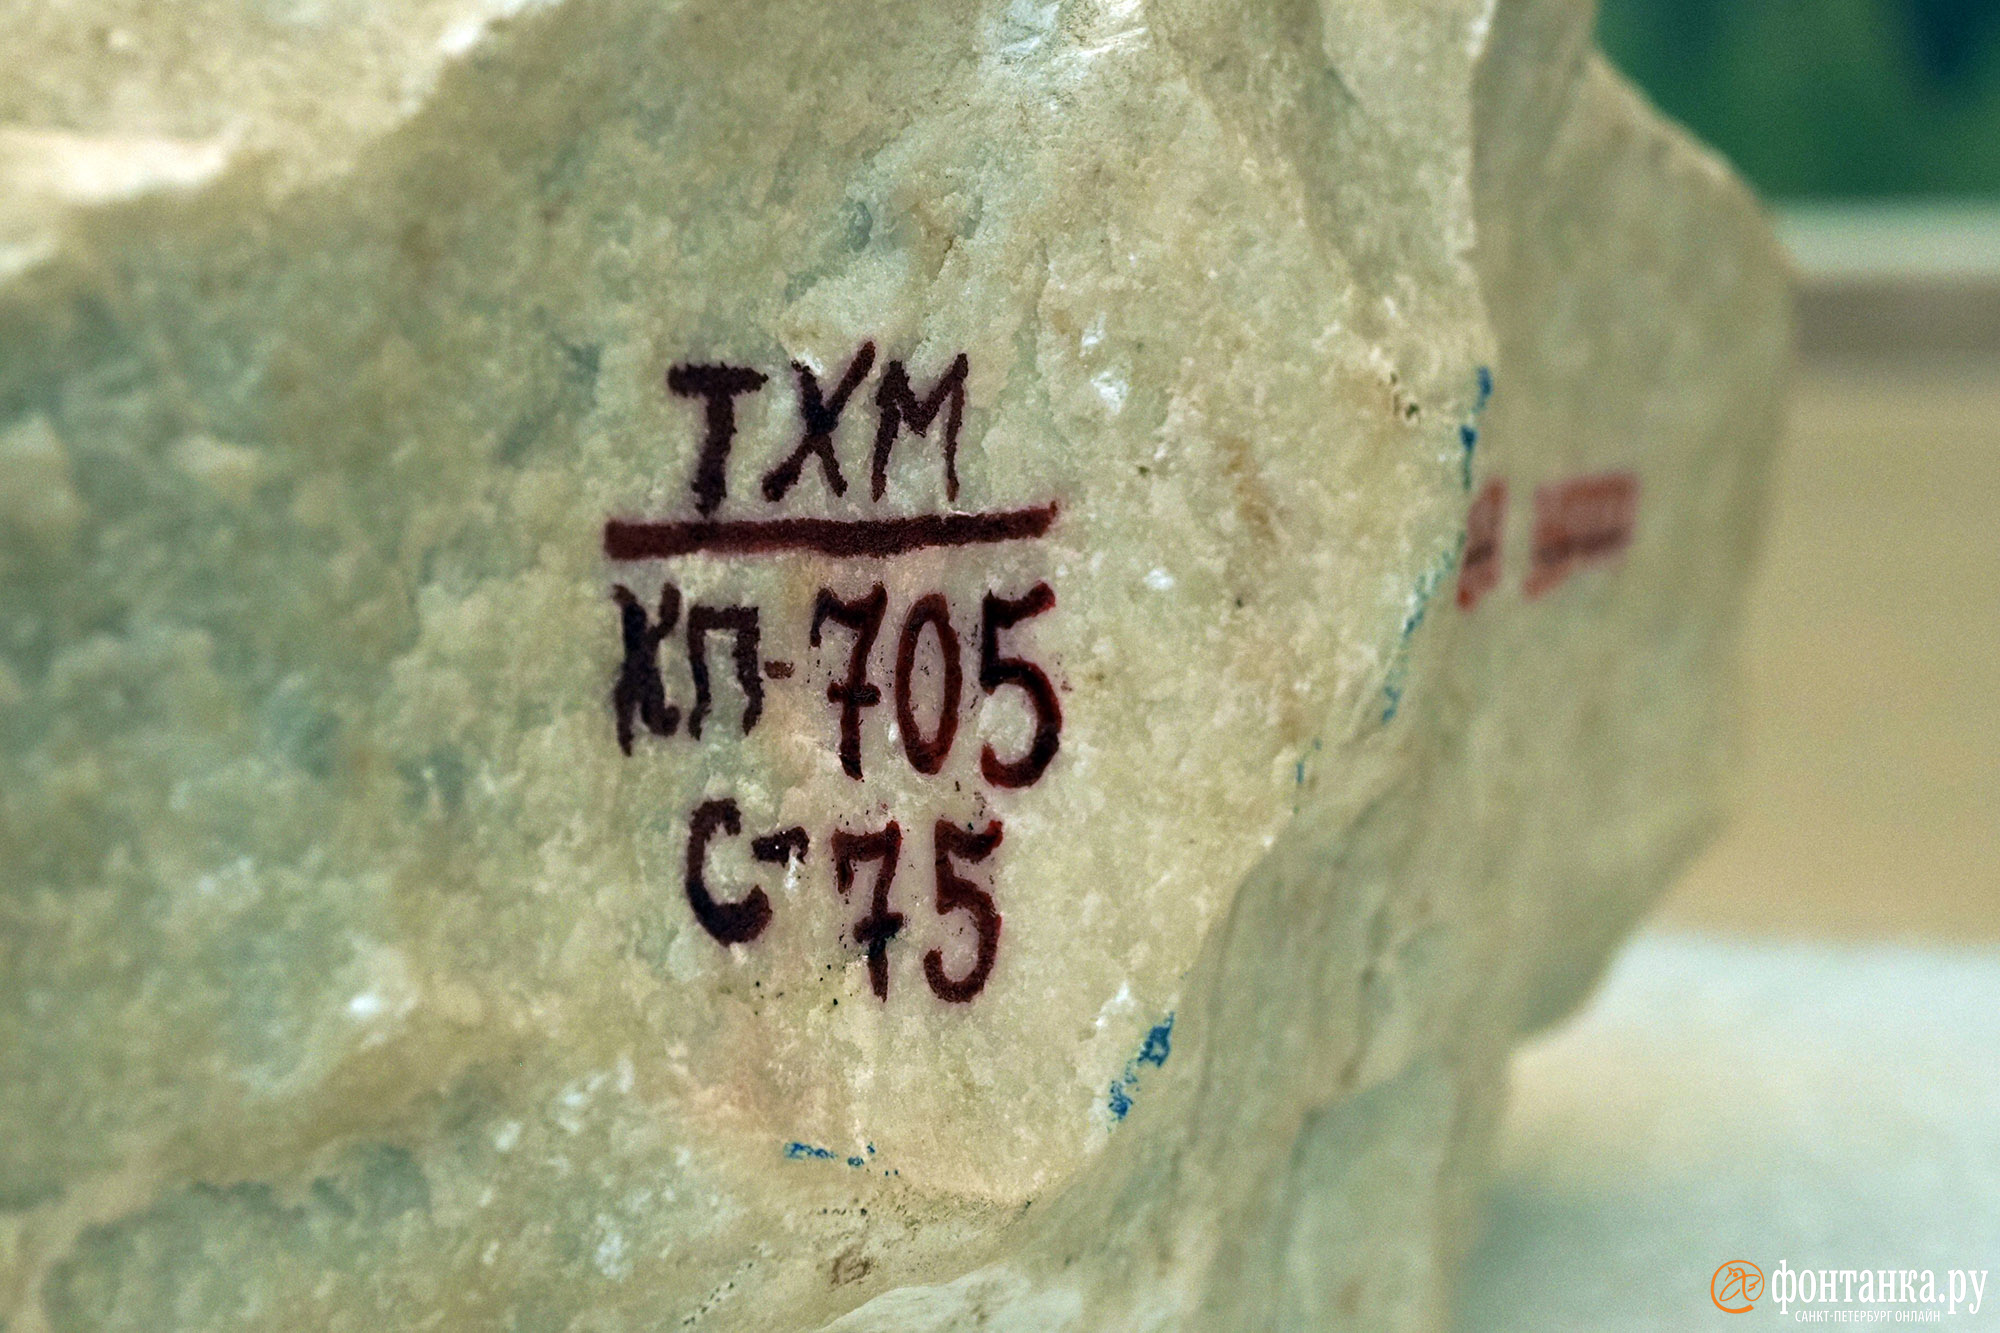 ТХМ
КП-705
С-75
фонтанка.ру
САНКТ-ПЕТЕРБУРГ ОНЛАЙН